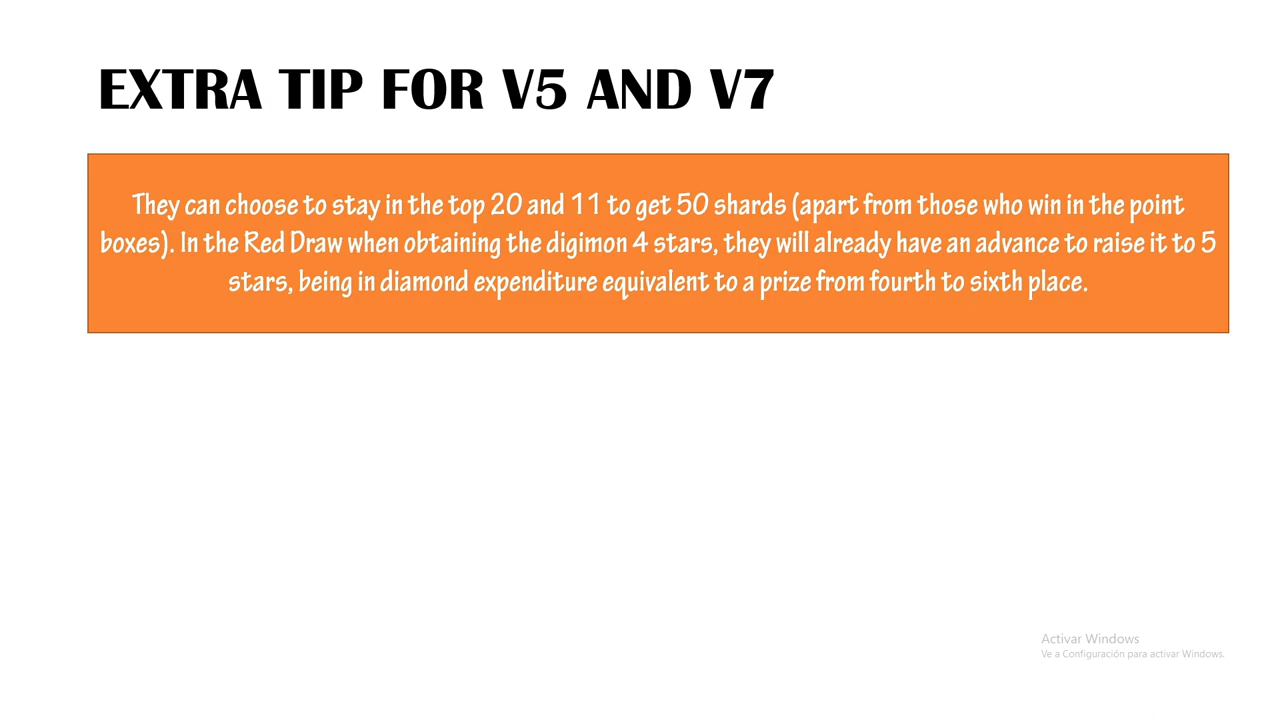 EXTRA TIP FOR V5 AND V7
They can choose to stay in the top 20 and 11 to get 50 shards (apart from those who win in the point
boxes). In the Red Draw when obtaining the digimon 4 stars, they will already have an advance to raise it to 5
stars, being in diamond expenditure equivalent to a prize from fourth to sixth place.
Activar Windows
Ve a Configuración para activar Windows.